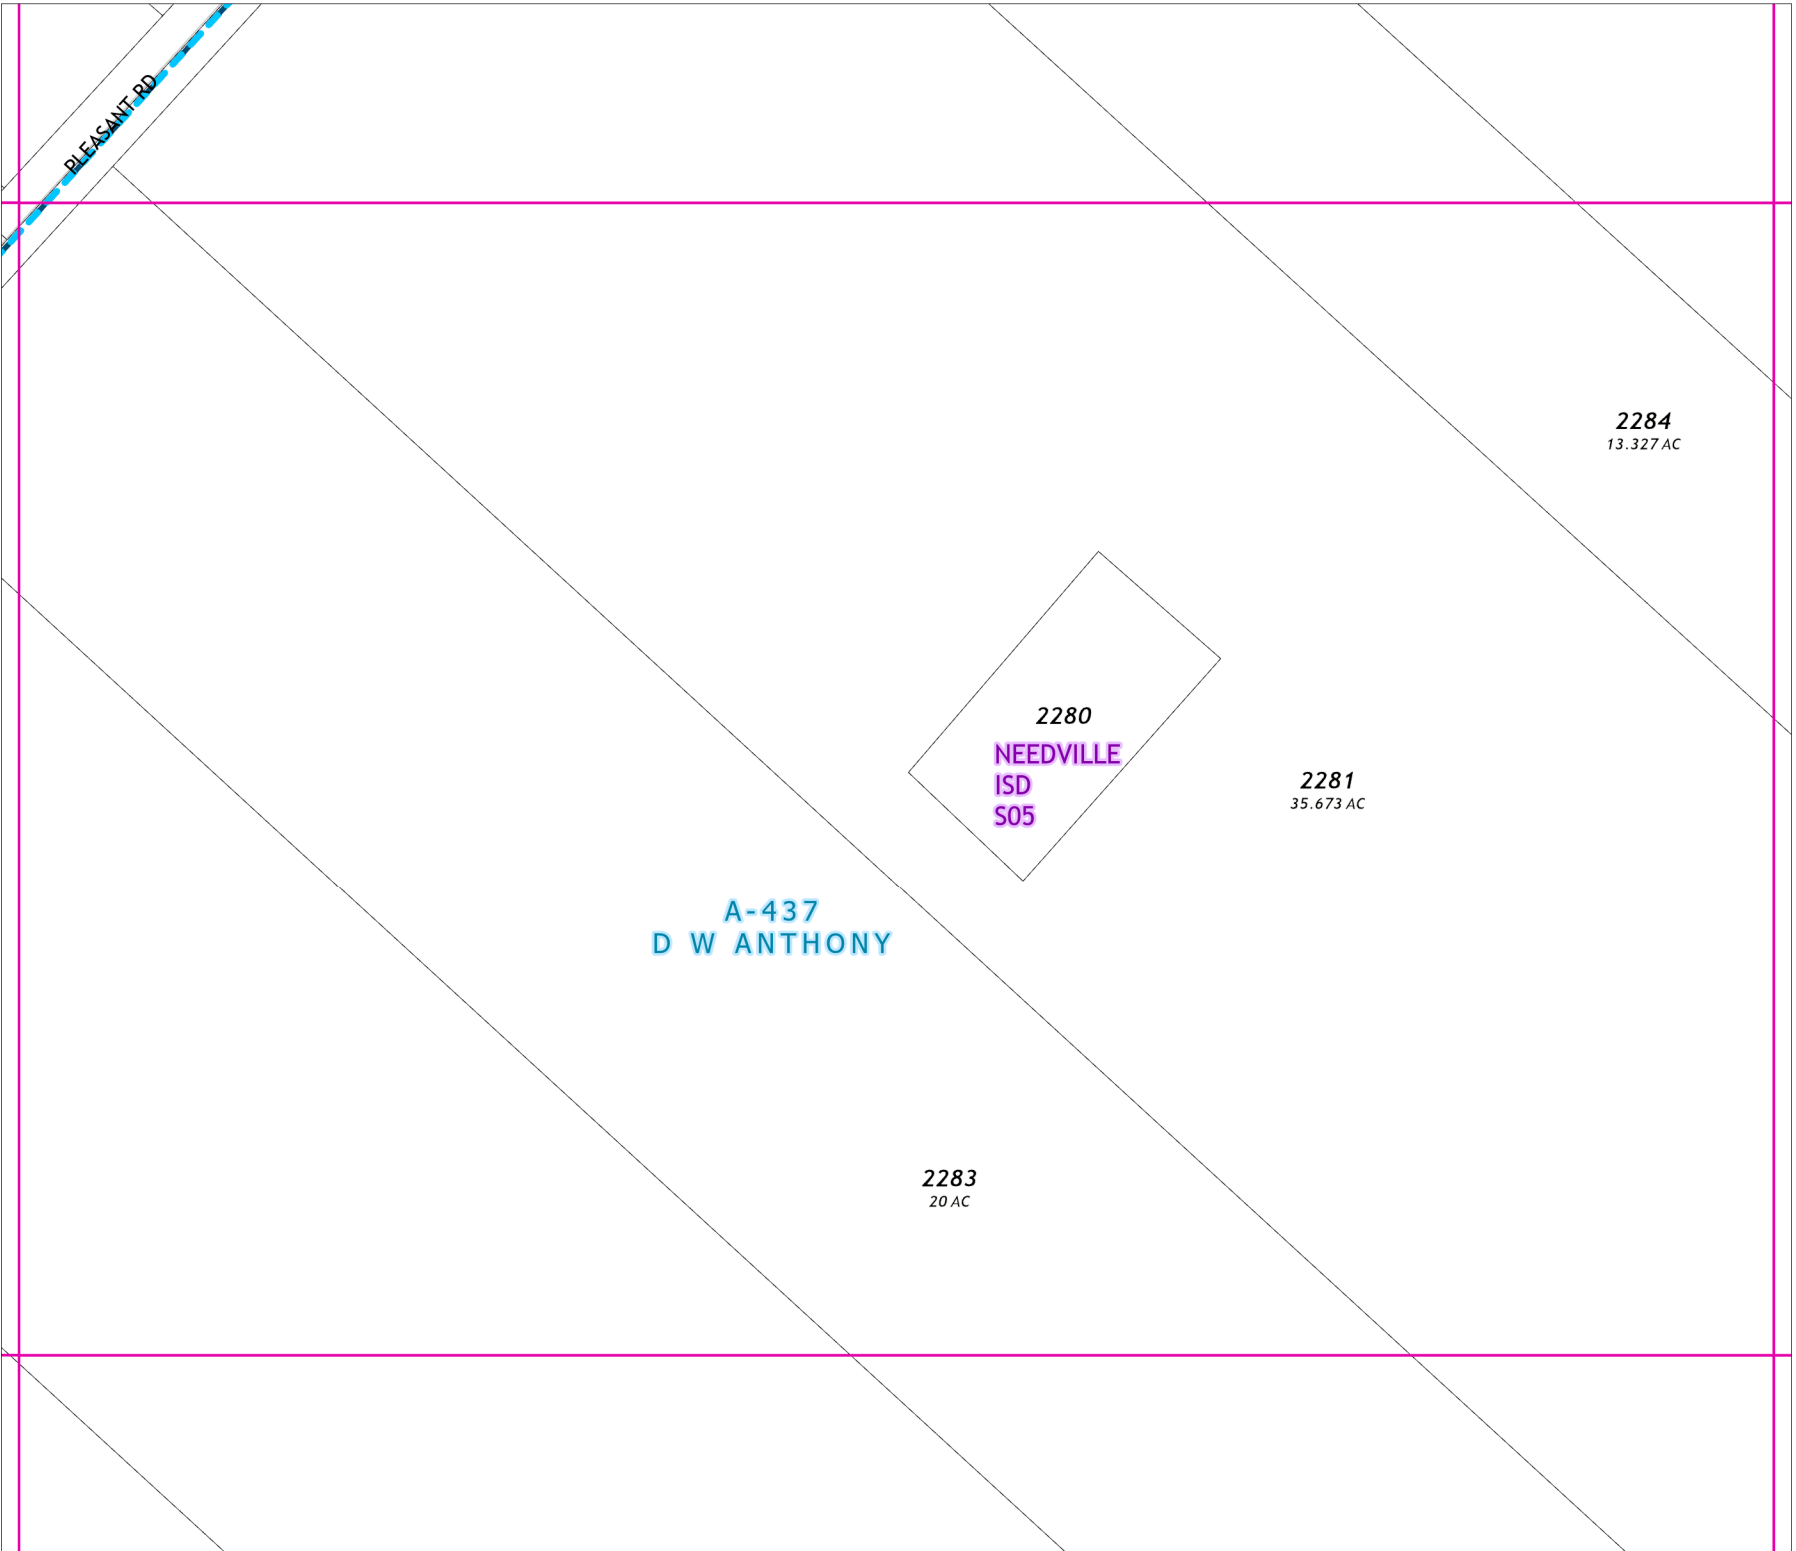 PLEASANT RD
2284
13.327 AC
2280
NEEDVILLE
ISD
S05
2281
35.673 AC
A-437
D W ANTHONY
2283
20 AC